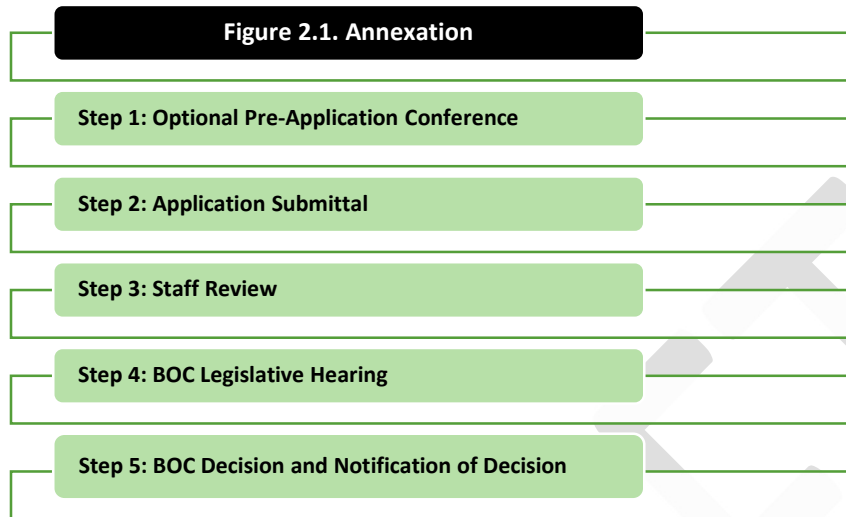 Figure 2.1. Annexation
Step 1: Optional Pre-Application Conference
Step 2: Application Submittal
Step 3: Staff Review
Step 4: BOC Legislative Hearing
Step 5: BOC Decision and Notification of Decision